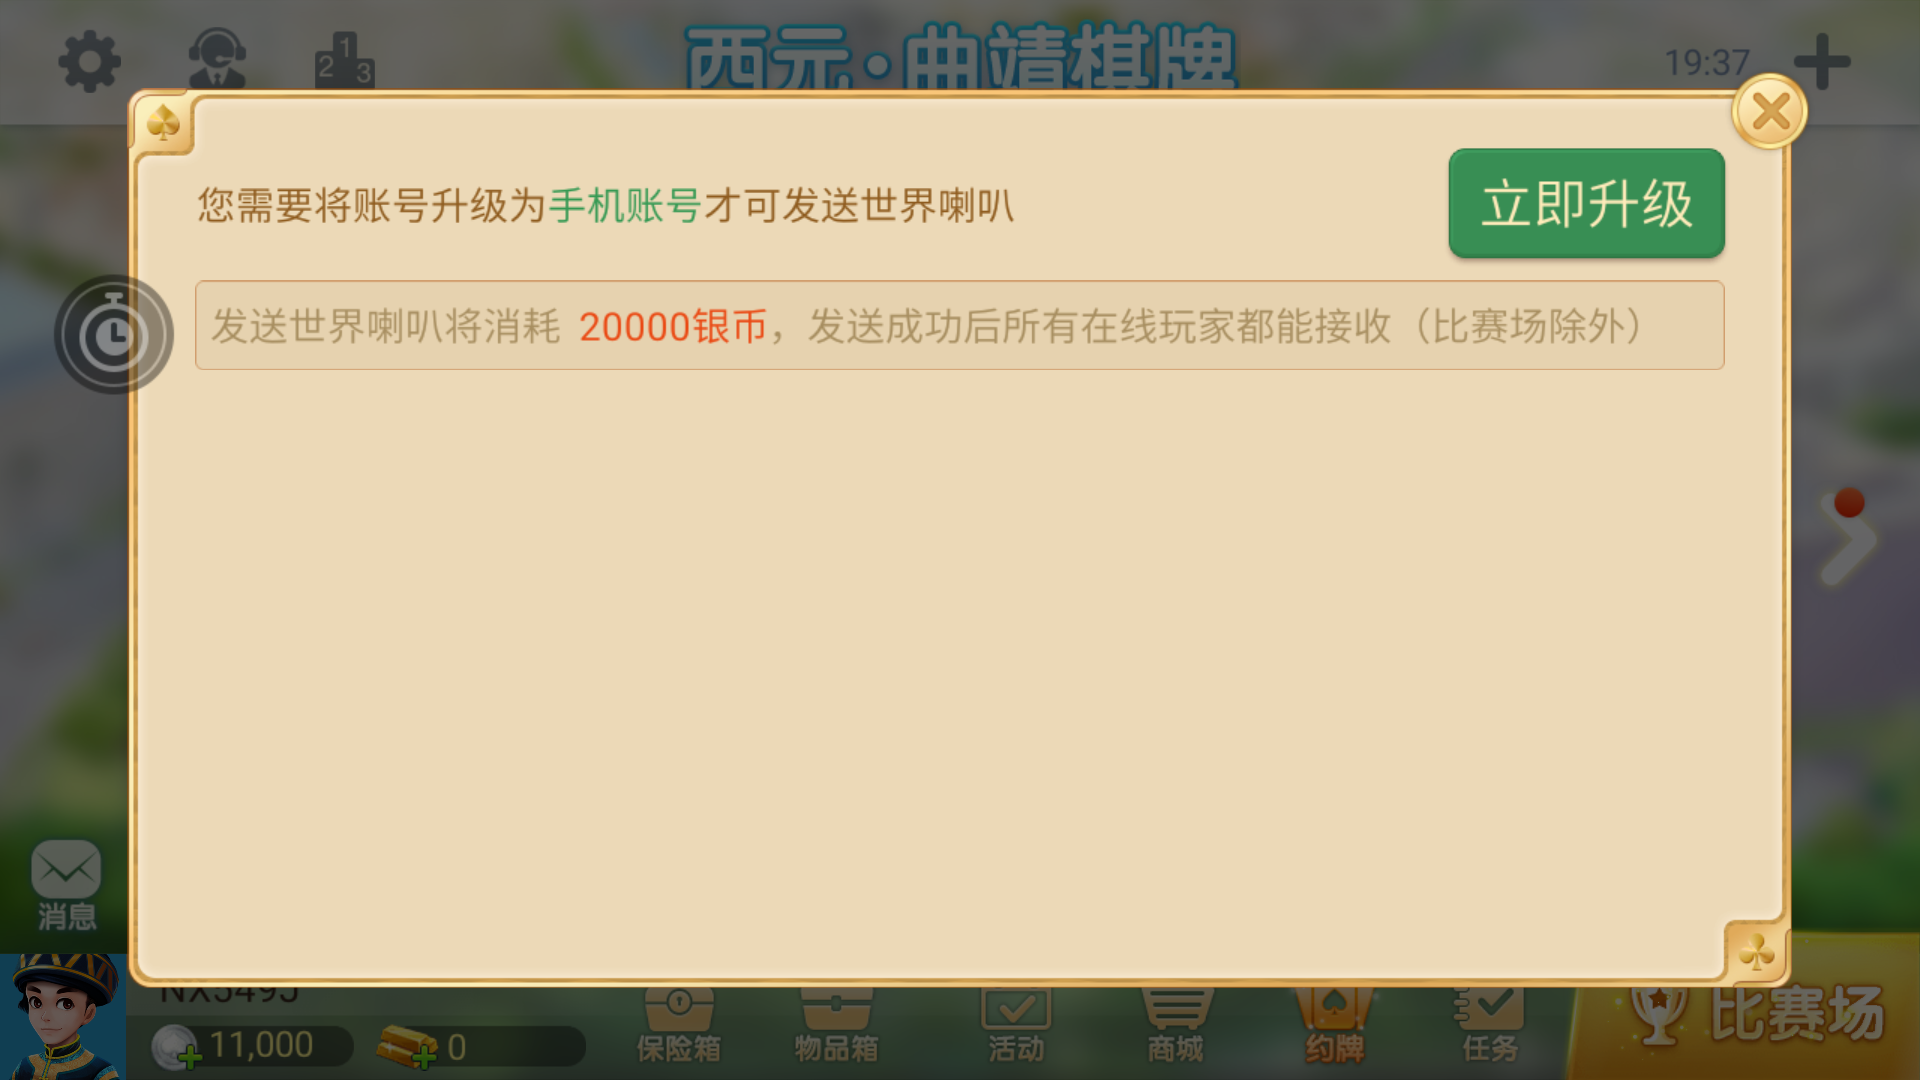 西元·曲靖棋牌
19:37
1
2
3
您需要将账号升级为手机账号才可发送世界喇叭
立即升级
发送世界喇叭将消耗 20000银币，发送成功后所有在线玩家都能接收（比赛场除外）
消息
NX5495
11,000
0
保险箱
物品箱
活动
商城
约牌
任务
比赛场